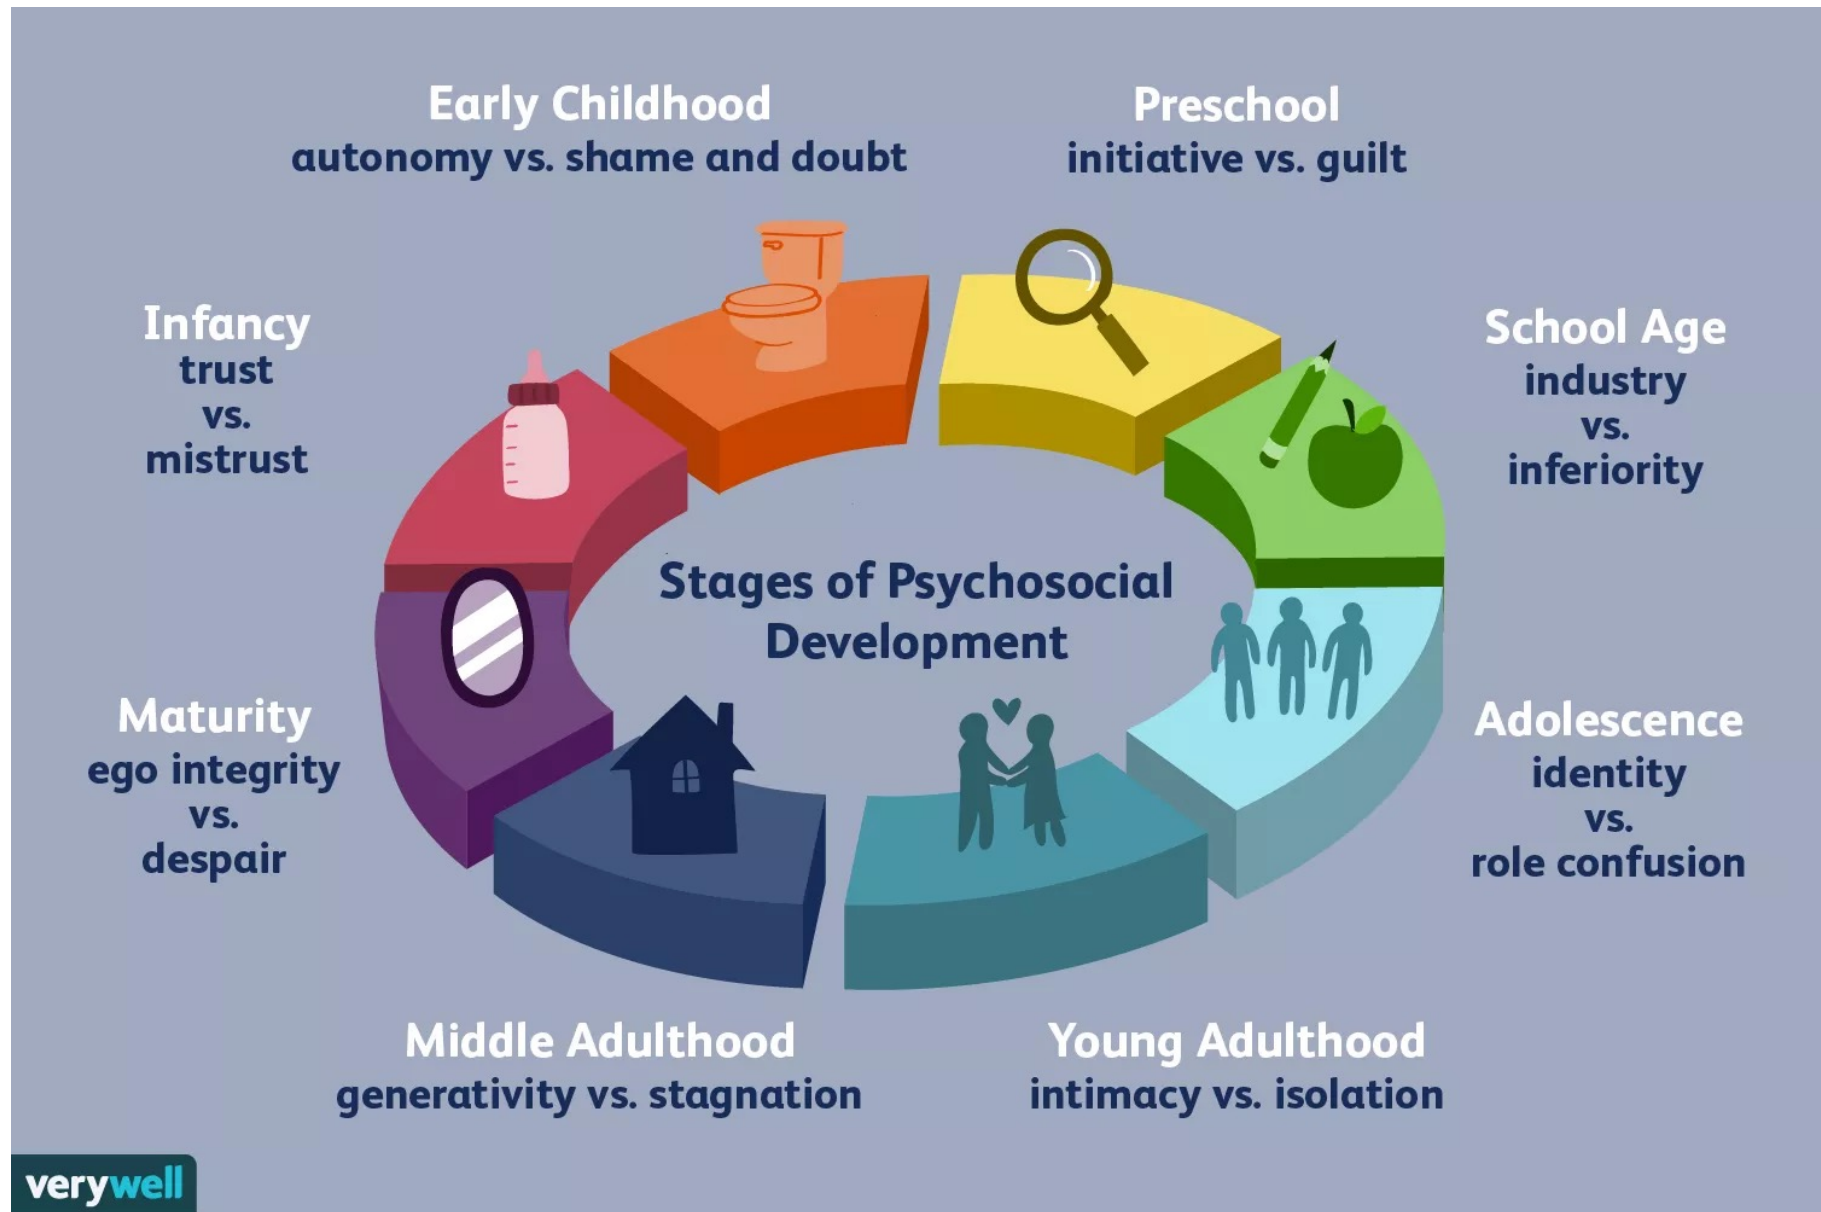 Early Childhood
autonomy vs. shame and doubt
Preschool
initiative vs. guilt
Infancy
trust
vs.
mistrust
School Age
industry
vs.
inferiority
Stages of Psychosocial
Development
Maturity
ego integrity
vs.
despair
Adolescence
identity
vs.
role confusion
Middle Adulthood
generativity vs. stagnation
Young Adulthood
intimacy vs. isolation
verywell